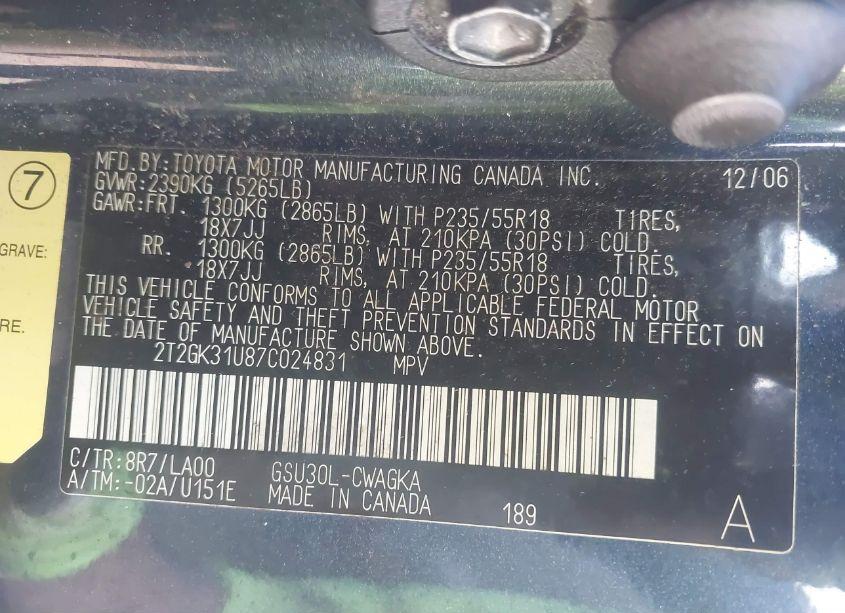 7
GRAVE:
RE.
MFD.BY:TOYOTA MOTOR MANUFACTURING CANADA INC. 12/06
GVWR:2390KG (5265LB)
GAWR:FRT. 1300KG (2865LB) WITH P235/55R18 TIRES,
18X7JJ RIMS, AT 210KPA (30PSI) COLD.
RR. 1300KG (2865LB) WITH P235/55R18 TIRES,
18X7JJ RIMS, AT 210KPA (30PSI) COLD.
THIS VEHICLE CONFORMS TO ALL APPLICABLE FEDERAL MOTOR
VEHICLE SAFETY AND THEFT PREVENTION STANDARDS IN EFFECT ON
THE DATE OF MANUFACTURE SHOWN ABOVE.
2T2GK31U87C024831 MPV
C/TR:8R7/LA00 GSU30L-CWAGKA
A/TM:-02A/U151E MADE IN CANADA 189 A